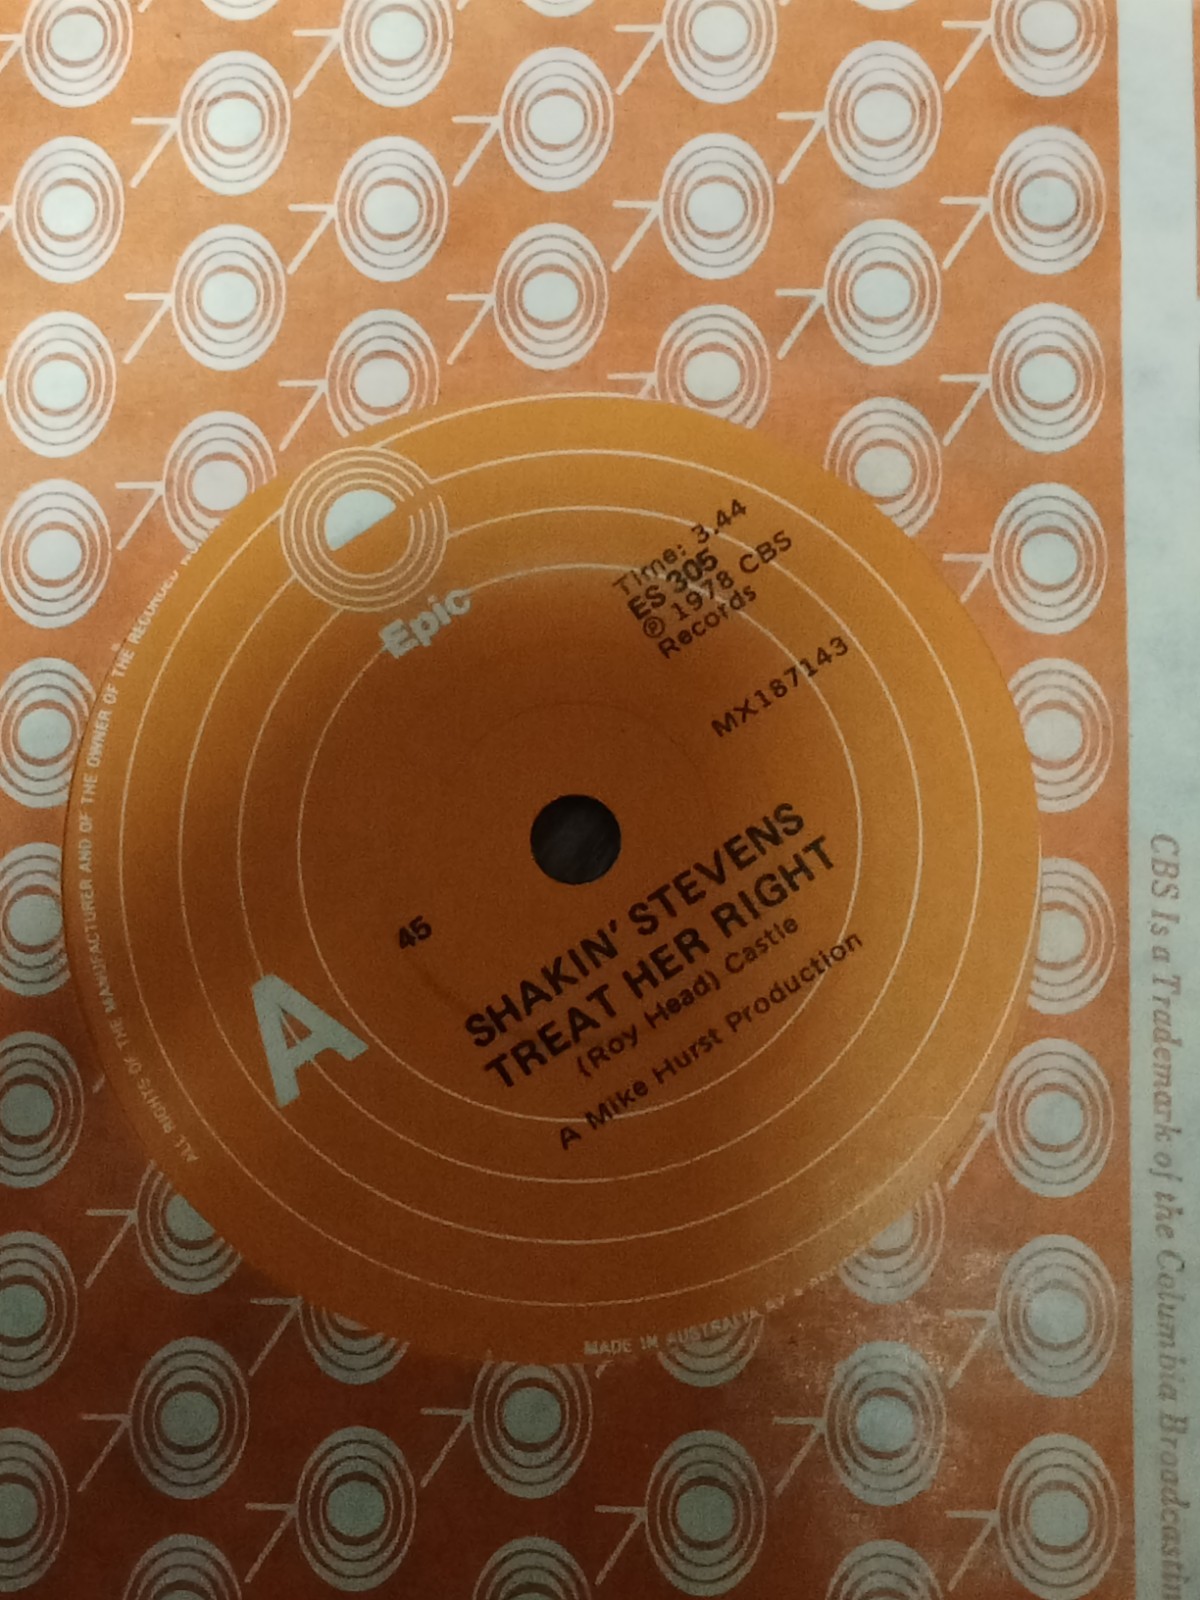 Epic
Time: 3.44
ES 305
℗ 1978 CBS
Records
MX187143
45
A
SHAKIN' STEVENS
TREAT HER RIGHT
(Roy Head) Castle
A Mike Hurst Production
ALL RIGHTS OF THE MANUFACTURER AND OF THE OWNER OF THE RECORDED
MADE IN AUSTRALIA BY
CBS Is a Trademark of the Columbia Broadcasting